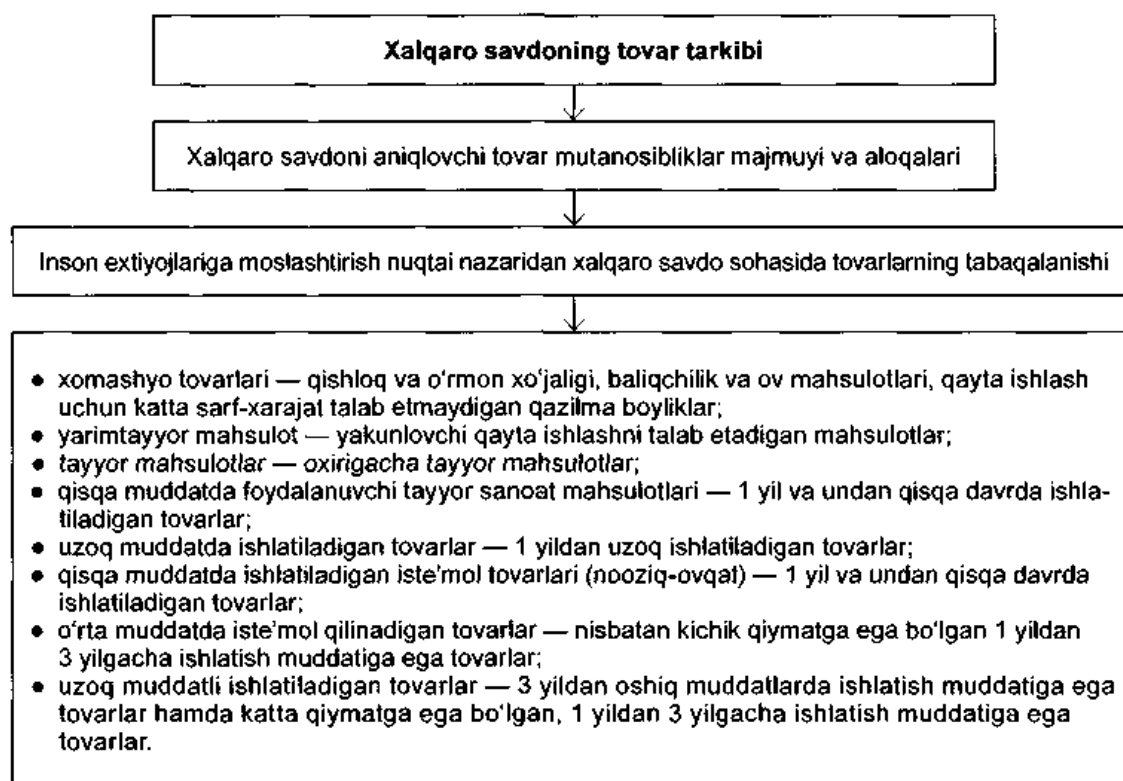 Xalqaro savdoning tovar tarkibi
Xalqaro savdoni aniqlovchi tovar mutanosibliklar majmuyi va aloqalari
Inson extiyojlariga moslashtirish nuqtai nazaridan xalqaro savdo sohasida tovarlarning tabaqalanishi
• xomashyo tovarlari — qishloq va o‘rmon xo‘jaligi, baliqchilik va ov mahsulotlari, qayta ishlash
uchun katta sarf-xarajat talab etmaydigan qazilma boyliklar;
• yarimtayyor mahsulot — yakunlovchi qayta ishlashni talab etadigan mahsulotlar;
• tayyor mahsulotlar — oxirigacha tayyor mahsulotlar;
• qisqa muddatda foydalanuvchi tayyor sanoat mahsulotlari — 1 yil va undan qisqa davrda ishla-
tiladigan tovarlar;
• uzoq muddatda ishlatiladigan tovarlar — 1 yildan uzoq ishlatiladigan tovarlar;
• qisqa muddatda ishlatiladigan iste’mol tovarlari (nooziq-ovqat) — 1 yil va undan qisqa davrda
ishlatiladigan tovarlar;
• o‘rta muddatda iste’mol qilinadigan tovarlar — nisbatan kichik qiymatga ega bo‘lgan 1 yildan
3 yilgacha ishlatish muddatiga ega tovarlar;
• uzoq muddatli ishlatiladigan tovarlar — 3 yildan oshiq muddatlarda ishlatish muddatiga ega
tovarlar hamda katta qiymatga ega bo‘lgan, 1 yildan 3 yilgacha ishlatish muddatiga ega
tovarlar.